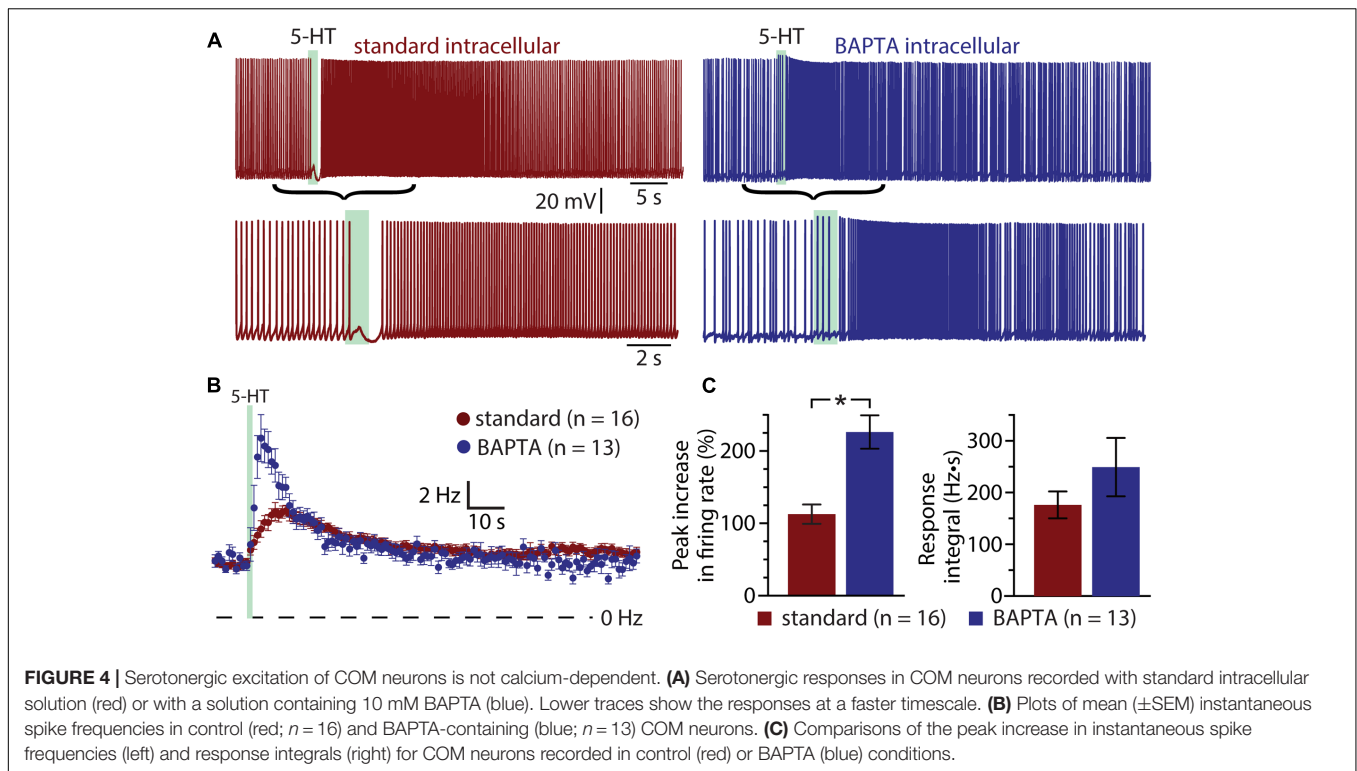 A
5-HT
standard intracellular
5-HT
BAPTA intracellular
20 mV
5 s
2 s
B
5-HT
standard (n = 16)
BAPTA (n = 13)
2 Hz
10 s
0 Hz
C
Peak increase
in firing rate (%)
200
100
0
*
Response
integral (Hz•s)
300
200
100
0
standard (n = 16)
BAPTA (n = 13)
FIGURE 4 | Serotonergic excitation of COM neurons is not calcium-dependent. (A) Serotonergic responses in COM neurons recorded with standard intracellular
solution (red) or with a solution containing 10 mM BAPTA (blue). Lower traces show the responses at a faster timescale. (B) Plots of mean (±SEM) instantaneous
spike frequencies in control (red; n = 16) and BAPTA-containing (blue; n = 13) COM neurons. (C) Comparisons of the peak increase in instantaneous spike
frequencies (left) and response integrals (right) for COM neurons recorded in control (red) or BAPTA (blue) conditions.